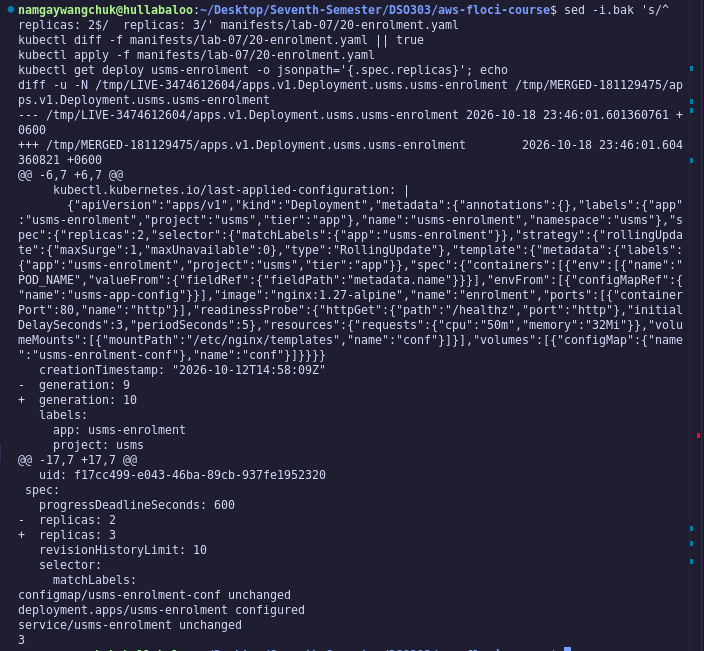 namgaywangchuk@hullabaloo:~/Desktop/Seventh-Semester/DSO303/aws-floci-course$ sed -i.bak 's/^
replicas: 2$/  replicas: 3/' manifests/lab-07/20-enrolment.yaml
kubectl diff -f manifests/lab-07/20-enrolment.yaml || true
kubectl apply -f manifests/lab-07/20-enrolment.yaml
kubectl get deploy usms-enrolment -o jsonpath='{.spec.replicas}'; echo
diff -u -N /tmp/LIVE-3474612604/apps.v1.Deployment.usms.usms-enrolment /tmp/MERGED-181129475/ap
ps.v1.Deployment.usms.usms-enrolment
--- /tmp/LIVE-3474612604/apps.v1.Deployment.usms.usms-enrolment 2026-10-18 23:46:01.601360761 +
0600
+++ /tmp/MERGED-181129475/apps.v1.Deployment.usms.usms-enrolment        2026-10-18 23:46:01.604
360821 +0600
@@ -6,7 +6,7 @@
     kubectl.kubernetes.io/last-applied-configuration: |
       {"apiVersion":"apps/v1","kind":"Deployment","metadata":{"annotations":{},"labels":{"app"
:"usms-enrolment","project":"usms","tier":"app"},"name":"usms-enrolment","namespace":"usms"},"s
pec":{"replicas":2,"selector":{"matchLabels":{"app":"usms-enrolment"}},"strategy":{"rollingUpda
te":{"maxSurge":1,"maxUnavailable":0},"type":"RollingUpdate"},"template":{"metadata":{"labels":
{"app":"usms-enrolment","project":"usms","tier":"app"}},"spec":{"containers":[{"env":[{"name":"
POD_NAME","valueFrom":{"fieldRef":{"fieldPath":"metadata.name"}}}],"envFrom":[{"configMapRef":{
"name":"usms-app-config"}}],"image":"nginx:1.27-alpine","name":"enrolment","ports":[{"container
Port":80,"name":"http"}],"readinessProbe":{"httpGet":{"path":"/healthz","port":"http"},"initial
DelaySeconds":3,"periodSeconds":5},"resources":{"requests":{"cpu":"50m","memory":"32Mi"}},"volu
meMounts":[{"mountPath":"/etc/nginx/templates","name":"conf"}]}],"volumes":[{"configMap":{"name
":"usms-enrolment-conf"},"name":"conf"}]}}}}
   creationTimestamp: "2026-10-12T14:58:09Z"
-  generation: 9
+  generation: 10
   labels:
     app: usms-enrolment
     project: usms
@@ -17,7 +17,7 @@
   uid: f17cc499-e043-46ba-89cb-937fe1952320
 spec:
   progressDeadlineSeconds: 600
-  replicas: 2
+  replicas: 3
   revisionHistoryLimit: 10
   selector:
     matchLabels:
configmap/usms-enrolment-conf unchanged
deployment.apps/usms-enrolment configured
service/usms-enrolment unchanged
3